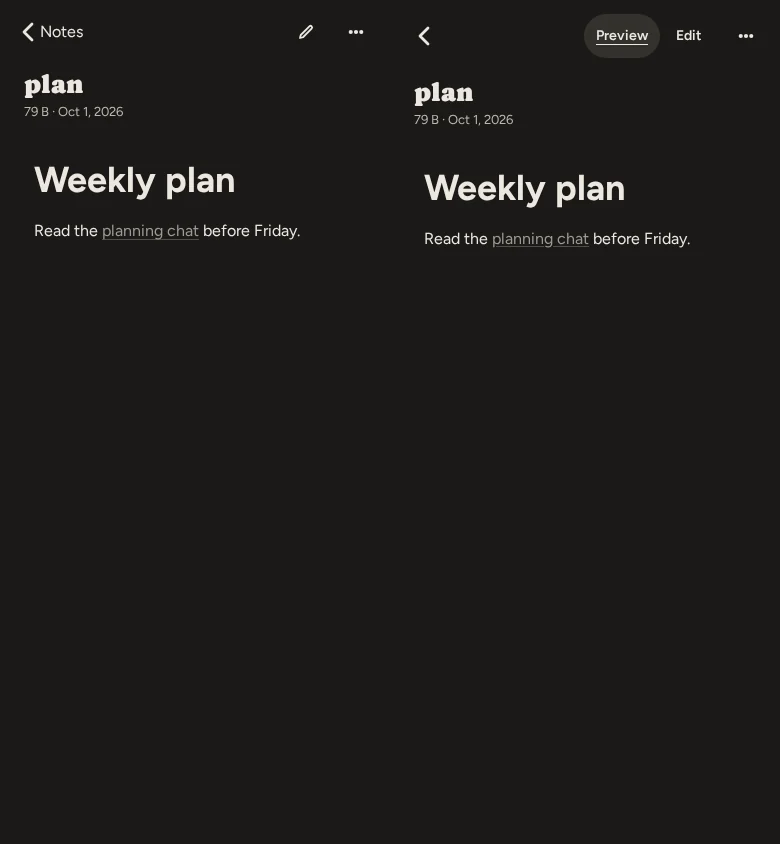 Notes
plan
79 B · Oct 1, 2026
Weekly plan
Read the planning chat before Friday.
Preview Edit
plan
79 B · Oct 1, 2026
Weekly plan
Read the planning chat before Friday.